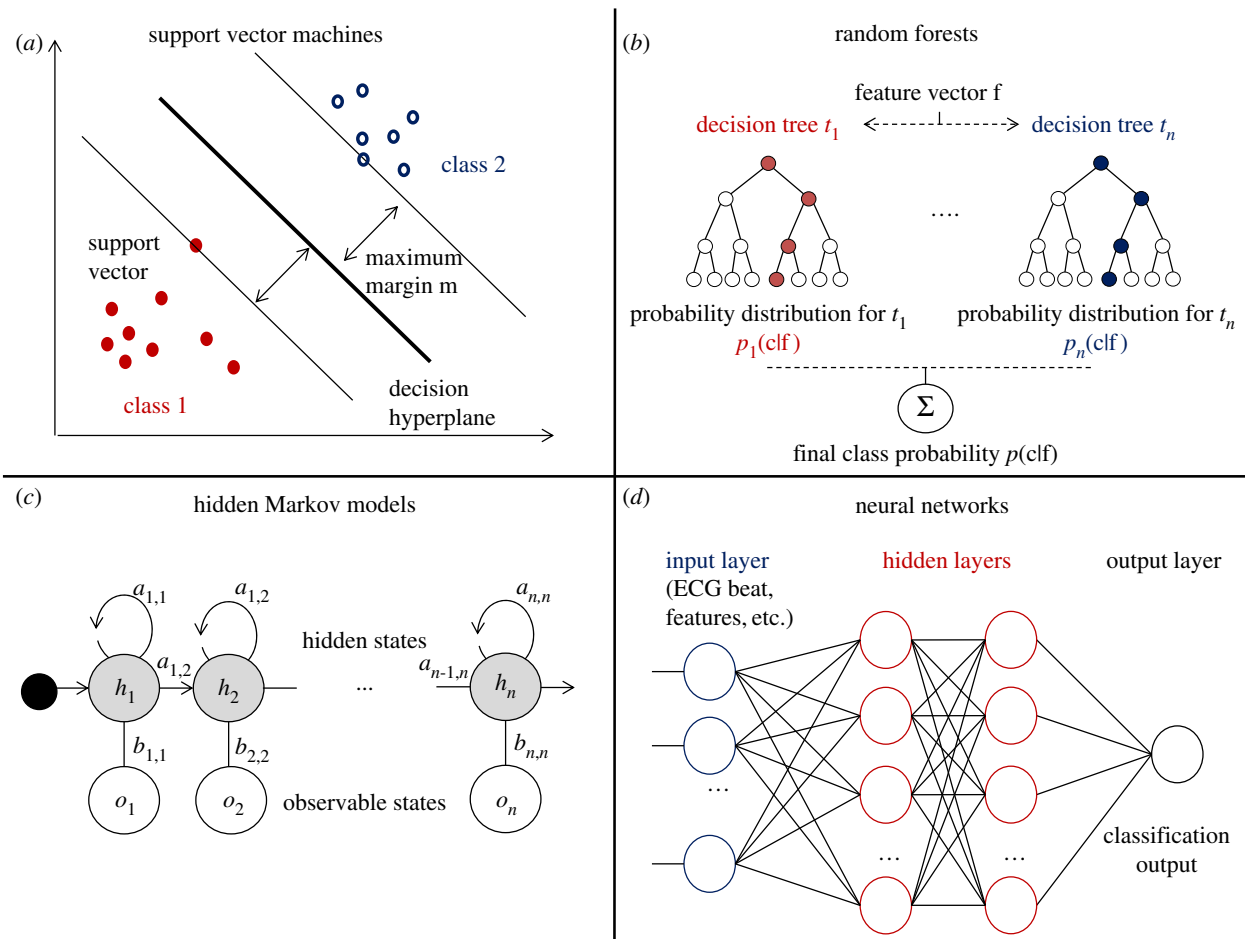 (a)
support vector machines
class 2
support
vector
maximum
margin m
class 1
decision
hyperplane
(b)
random forests
feature vector f
decision tree t1
decision tree tn
....
probability distribution for t1
p1(c|f)
probability distribution for tn
pn(c|f)
Σ
final class probability p(c|f)
(c)
hidden Markov models
a1,1
a1,2
an,n
hidden states
a1,2
an-1,n
h1
h2
...
hn
b1,1
b2,2
bn,n
o1
o2
observable states
on
(d)
neural networks
input layer
(ECG beat,
features, etc.)
hidden layers
output layer
...
...
...
classification
output